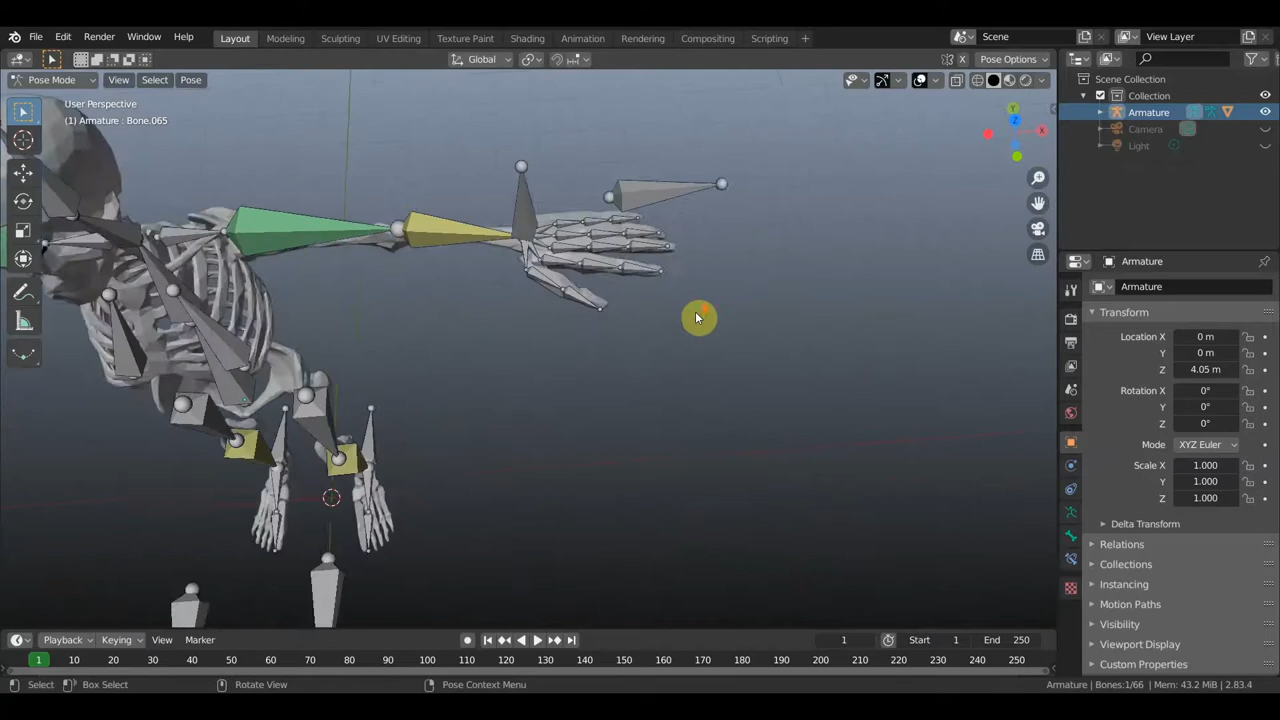 File Edit Render Window Help Layout Modeling Sculpting UV Editing Texture Paint Shading Animation Rendering Compositing Scripting + Scene View Layer
Global Pose Options
Pose Mode View Select Pose
User Perspective
(1) Armature : Bone.065
Scene Collection
Collection
Armature
Camera
Light
X
Y
Z
X
Armature
Armature
Transform
Location X 0 m
Y 0 m
Z 4.05 m
Rotation X 0°
Y 0°
Z 0°
Mode XYZ Euler
Scale X 1.000
Y 1.000
Z 1.000
Delta Transform
Relations
Collections
Instancing
Motion Paths
Visibility
Viewport Display
Custom Properties
Playback Keying View Marker 1 Start 1 End 250
1 10 20 30 40 50 60 70 80 90 100 110 120 130 140 150 160 170 180 190 200 210 220 230 240 250
Select Box Select Rotate View Pose Context Menu Armature | Bones:1/66 | Mem: 43.2 MiB | 2.83.4